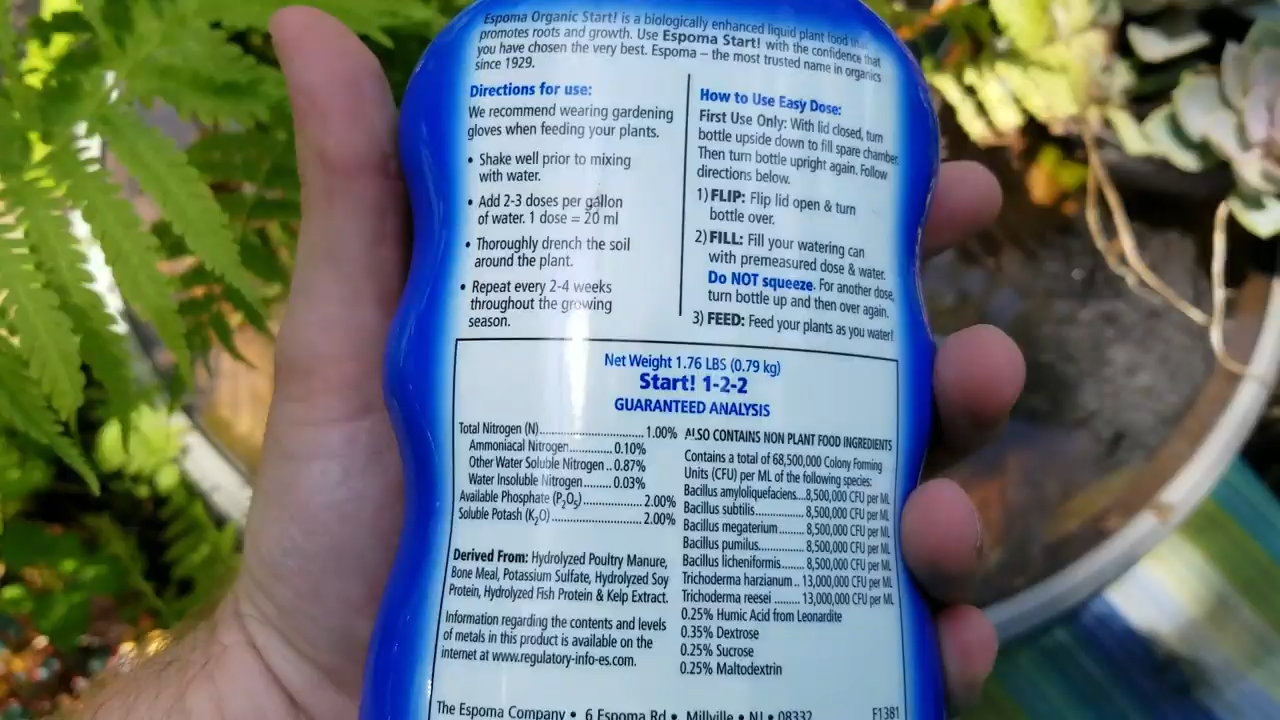 Espoma Organic Start! is a biologically enhanced liquid plant food
promotes roots and growth. Use Espoma Start! with the confidence that
you have chosen the very best. Espoma – the most trusted name in organics
since 1929.
Directions for use:
We recommend wearing gardening
gloves when feeding your plants.
• Shake well prior to mixing
with water.
• Add 2-3 doses per gallon
of water. 1 dose = 20 ml
• Thoroughly drench the soil
around the plant.
• Repeat every 2-4 weeks
throughout the growing
season.
How to Use Easy Dose:
First Use Only: With lid closed, turn
bottle upside down to fill spare chamber.
Then turn bottle upright again. Follow
directions below.
1) FLIP: Flip lid open & turn
bottle over.
2) FILL: Fill your watering can
with premeasured dose & water.
Do NOT squeeze. For another dose,
turn bottle up and then over again.
3) FEED: Feed your plants as you water!
Net Weight 1.76 LBS (0.79 kg)
Start! 1-2-2
GUARANTEED ANALYSIS
Total Nitrogen (N)............................ 1.00%
Ammoniacal Nitrogen............0.10%
Other Water Soluble Nitrogen..0.87%
Water Insoluble Nitrogen.........0.03%
Available Phosphate (P₂O₅)....................2.00%
Soluble Potash (K₂O)........................... 2.00%
Derived From: Hydrolyzed Poultry Manure,
Bone Meal, Potassium Sulfate, Hydrolyzed Soy
Protein, Hydrolyzed Fish Protein & Kelp Extract.
Information regarding the contents and levels
of metals in this product is available on the
internet at www.regulatory-info-es.com.
ALSO CONTAINS NON PLANT FOOD INGREDIENTS
Contains a total of 68,500,000 Colony Forming
Units (CFU) per ML of the following species:
Bacillus amyloliquefaciens...8,500,000 CFU per ML
Bacillus subtilis................. 8,500,000 CFU per ML
Bacillus megaterium......... 8,500,000 CFU per ML
Bacillus pumilus............... 8,500,000 CFU per ML
Bacillus licheniformis........ 8,500,000 CFU per ML
Trichoderma harzianum.. 13,000,000 CFU per ML
Trichoderma reesei ......... 13,000,000 CFU per ML
0.25% Humic Acid from Leonardite
0.35% Dextrose
0.25% Sucrose
0.25% Maltodextrin
The Espoma Company • 6 Espoma Rd • Millville • NJ • 08332
F1381